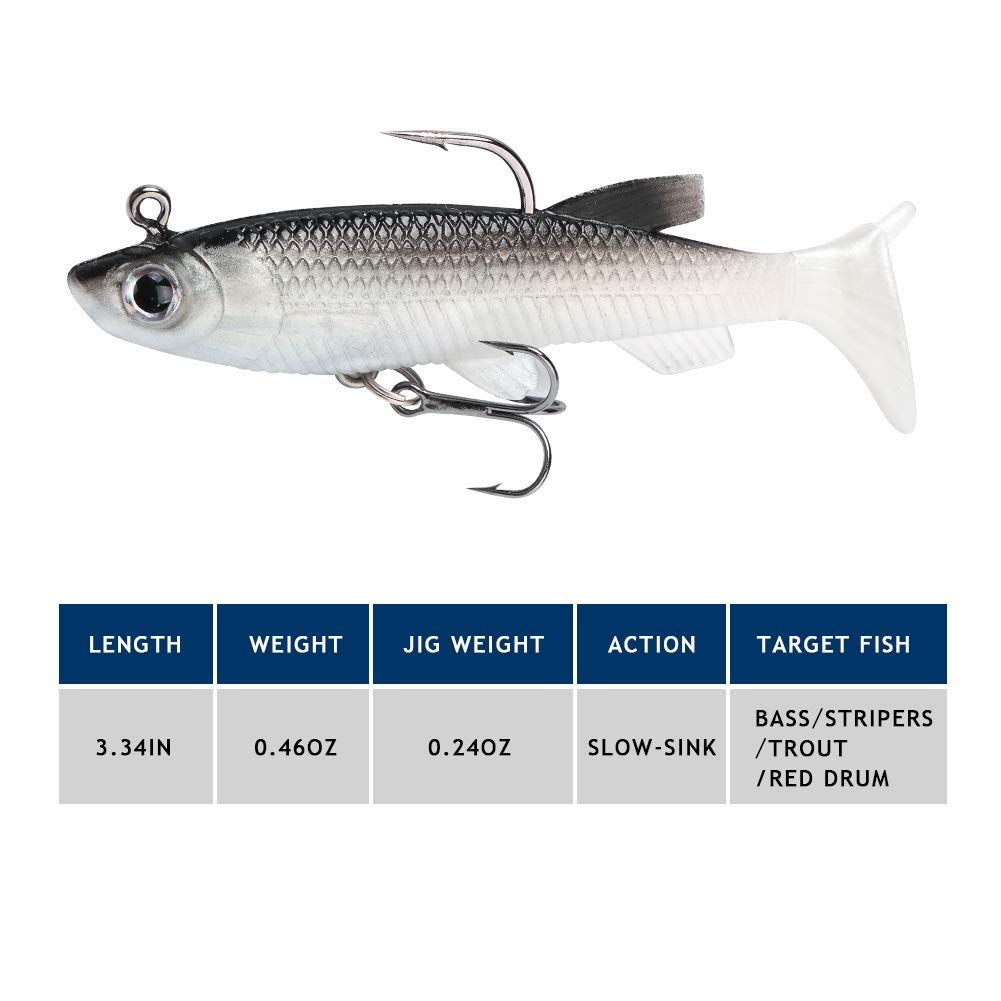 LENGTH
WEIGHT
JIG WEIGHT
ACTION
TARGET FISH
3.34IN
0.46OZ
0.24OZ
SLOW-SINK
BASS/STRIPERS
/TROUT
/RED DRUM